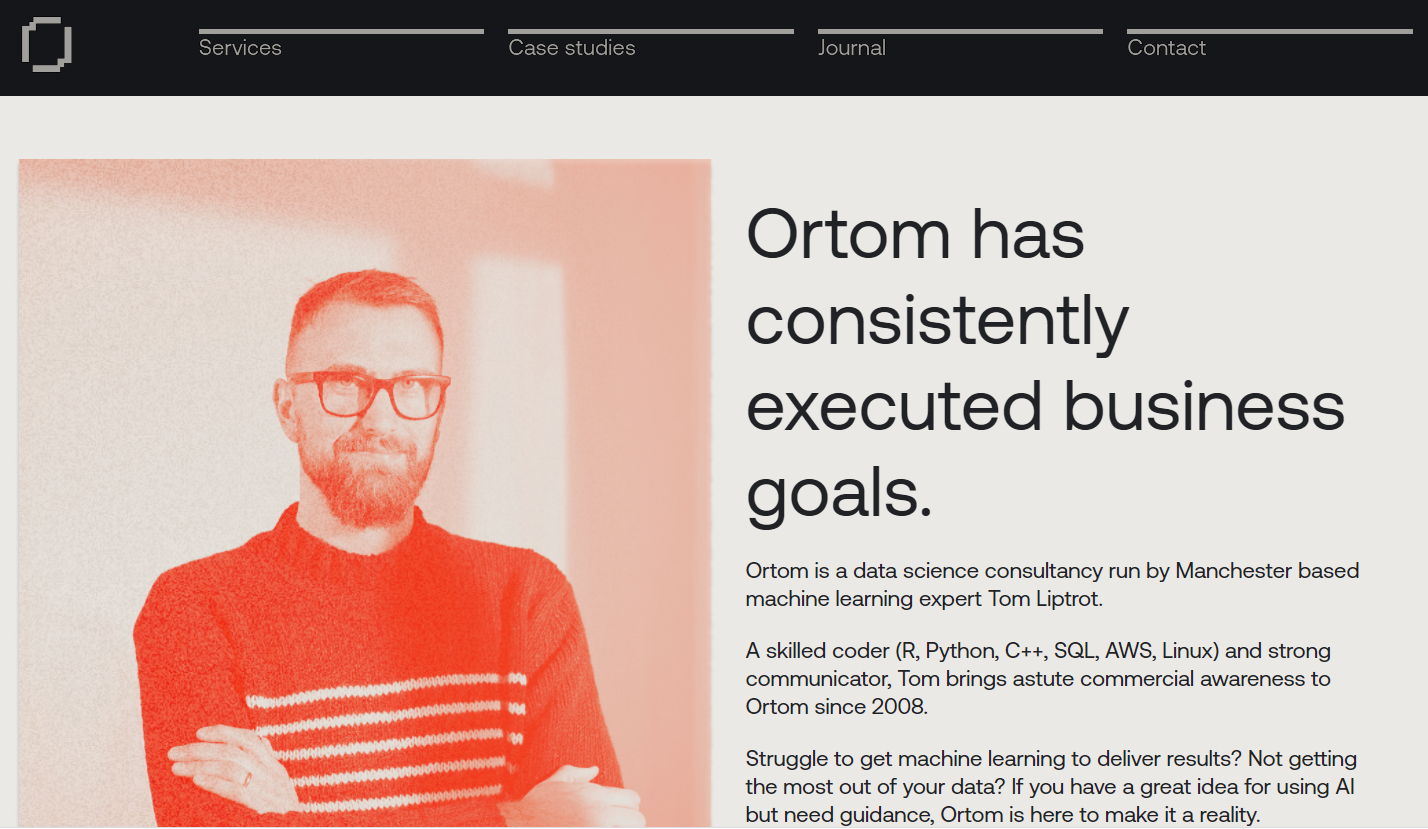 Services
Case studies
Journal
Contact
Ortom has
consistently
executed business
goals.
Ortom is a data science consultancy run by Manchester based
machine learning expert Tom Liptrot.
A skilled coder (R, Python, C++, SQL, AWS, Linux) and strong
communicator, Tom brings astute commercial awareness to
Ortom since 2008.
Struggle to get machine learning to deliver results? Not getting
the most out of your data? If you have a great idea for using AI
but need guidance, Ortom is here to make it a reality.